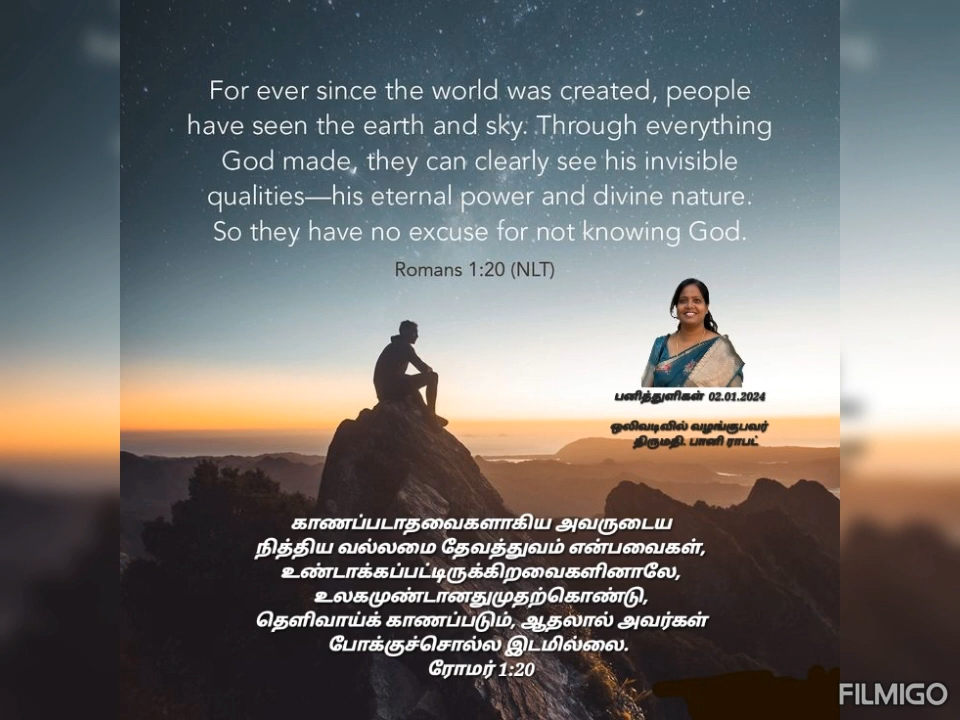 For ever since the world was created, people
have seen the earth and sky. Through everything
God made, they can clearly see his invisible
qualities—his eternal power and divine nature.
So they have no excuse for not knowing God.
Romans 1:20 (NLT)
பனித்துளிகள் 02.01.2024
ஒலிவடிவில் வழங்குபவர்
திருமதி. பானி ராபட்
காணப்படாதவைகளாகிய அவருடைய
நித்திய வல்லமை தேவத்துவம் என்பவைகள்,
உண்டாக்கப்பட்டிருக்கிறவைகளினாலே,
உலகமுண்டானதுமுதற்கொண்டு,
தெளிவாய்க் காணப்படும், ஆதலால் அவர்கள்
போக்குச்சொல்ல இடமில்லை.
ரோமர் 1:20
FILMIGO